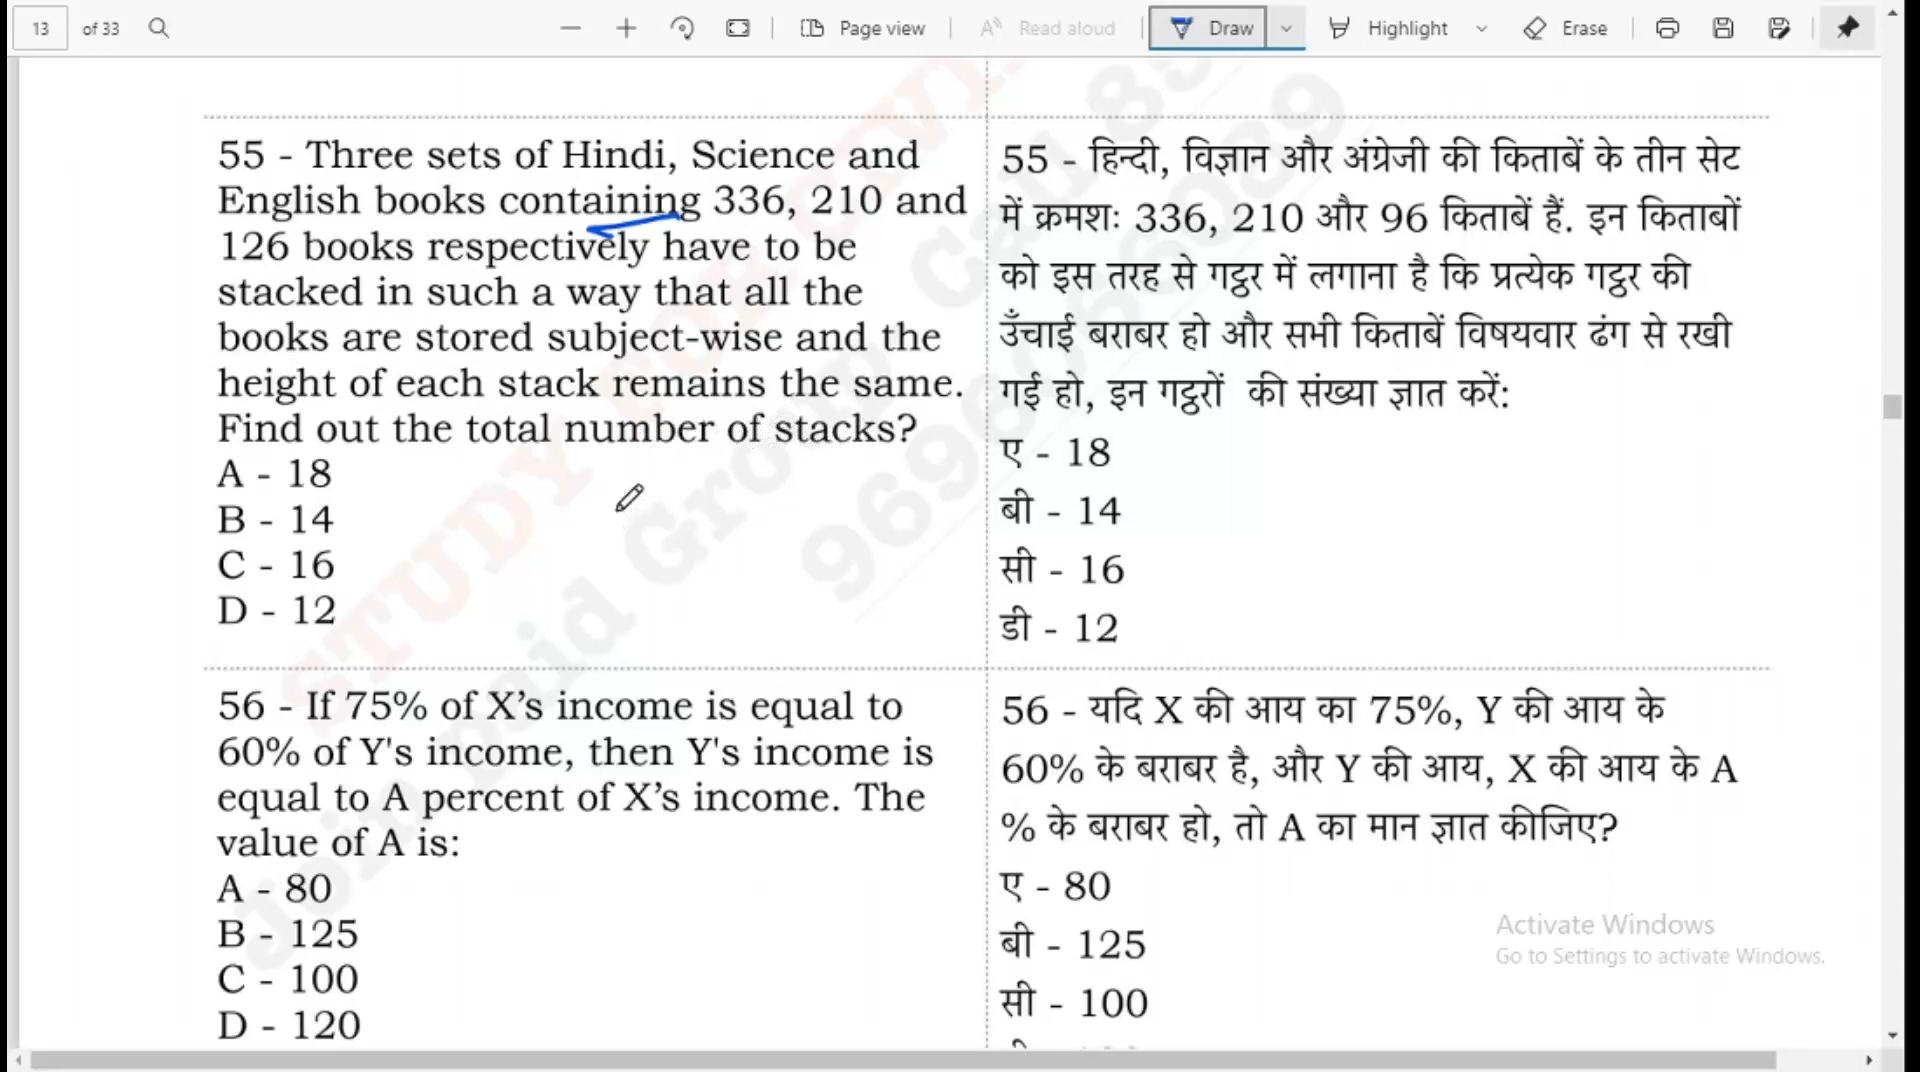 13 of 33 Page view Read aloud Draw Highlight Erase
55 - Three sets of Hindi, Science and
English books containing 336, 210 and
126 books respectively have to be
stacked in such a way that all the
books are stored subject-wise and the
height of each stack remains the same.
Find out the total number of stacks?
A - 18
B - 14
C - 16
D - 12
55 - हिन्दी, विज्ञान और अंग्रेजी की किताबें के तीन सेट
में क्रमशः 336, 210 और 96 किताबें हैं. इन किताबों
को इस तरह से गट्ठर में लगाना है कि प्रत्येक गट्ठर की
उँचाई बराबर हो और सभी किताबें विषयवार ढंग से रखी
गई हो, इन गट्ठरों की संख्या ज्ञात करें:
ए - 18
बी - 14
सी - 16
डी - 12
56 - If 75% of X’s income is equal to
60% of Y's income, then Y's income is
equal to A percent of X’s income. The
value of A is:
A - 80
B - 125
C - 100
D - 120
56 - यदि X की आय का 75%, Y की आय के
60% के बराबर है, और Y की आय, X की आय के A
% के बराबर हो, तो A का मान ज्ञात कीजिए?
ए - 80
बी - 125
सी - 100
Activate Windows
Go to Settings to activate Windows.